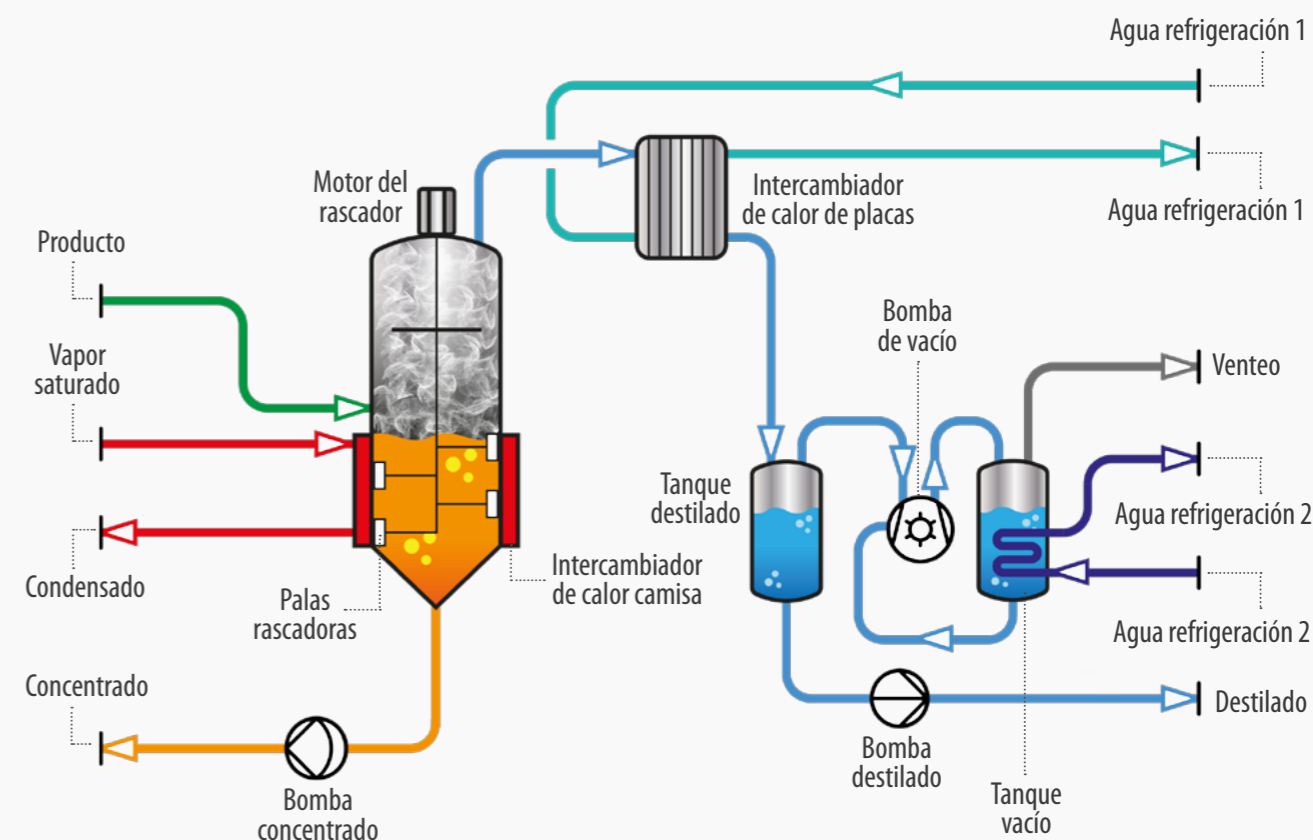 Agua refrigeración 1
Motor del
rascador
Intercambiador
de calor de placas
Agua refrigeración 1
Producto
Bomba
de vacío
Vapor
saturado
Venteo
Tanque
destilado
Agua refrigeración 2
Condensado
Palas
rascadoras
Intercambiador
de calor camisa
Agua refrigeración 2
Concentrado
Destilado
Bomba
destilado
Tanque
vacío
Bomba
concentrado